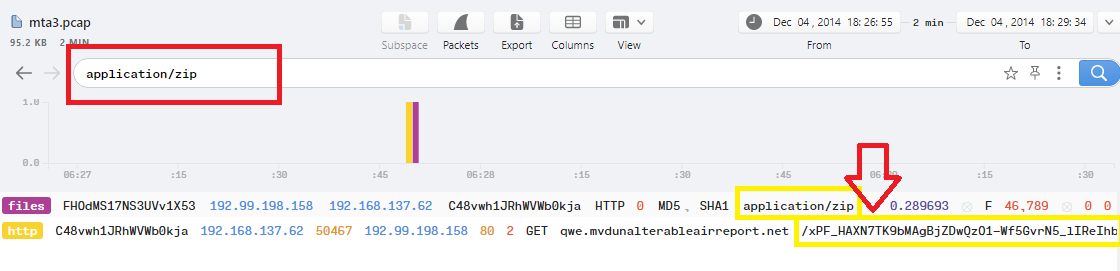 mta3.pcap
95.2 KB 2 MIN
Subspace Packets Export Columns View
Dec 04, 2014 18:26:55 2 min Dec 04, 2014 18:29:34
From To
application/zip
1.0
0.0
06:27 :15 :30 :45 06:28 :15 :30 :45 :15 :30
files FHOdMS17NS3UVv1X53 192.99.198.158 192.168.137.62 C48vwh1JRhWVWb0kja HTTP 0 MD5, SHA1 application/zip 0.289693 F 46,789 0 0
http C48vwh1JRhWVWb0kja 192.168.137.62 50467 192.99.198.158 80 2 GET qwe.mvdunalterableairreport.net /xPF_HAXN7TK9bMAgBjZDwQzO1-Wf5GvrN5_lIReIhb